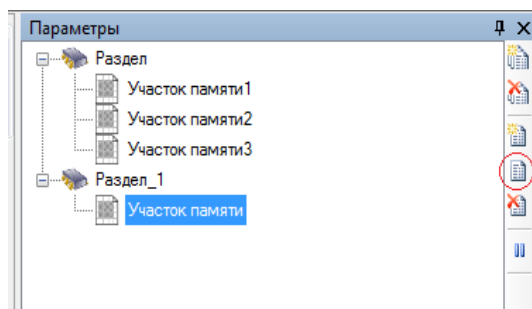 Параметры
Раздел
Участок памяти1
Участок памяти2
Участок памяти3
Раздел_1
Участок памяти